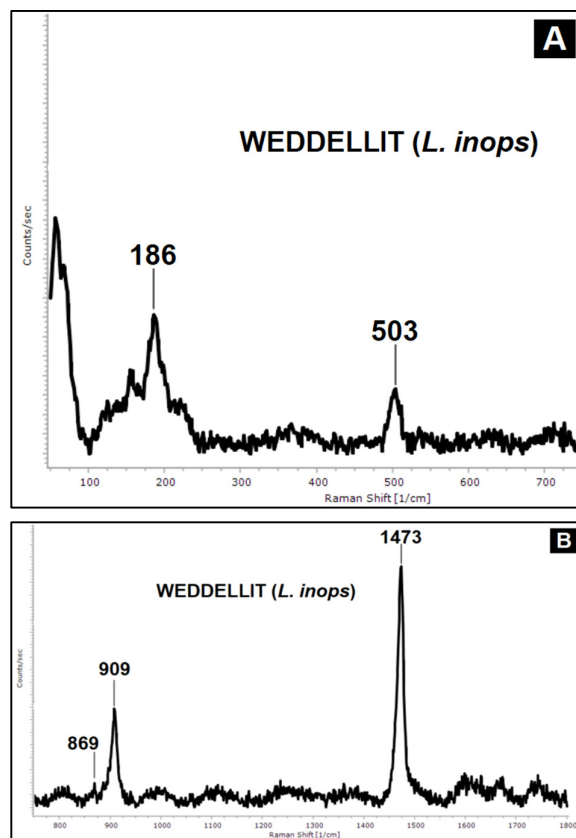 A
WEDDELLIT (L. inops)
Counts/sec
186
503
100 200 300 400 500 600 700
Raman Shift [1/cm]
B
1473
WEDDELLIT (L. inops)
Counts/sec
909
869
800 900 1000 1100 1200 1300 1400 1500 1600 1700 1800
Raman Shift [1/cm]